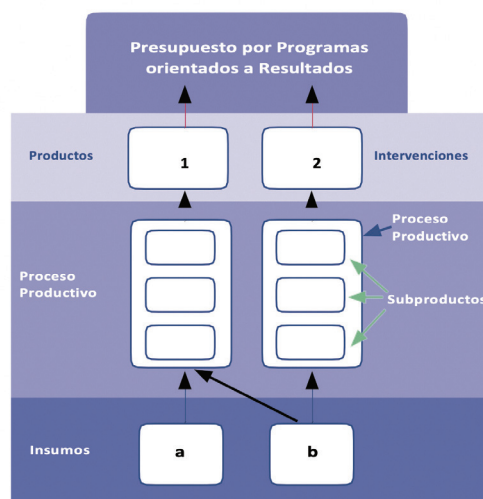 Presupuesto por Programas
orientados a Resultados
Productos
1
2
Intervenciones
Proceso
Productivo
Proceso
Productivo
Subproductos
Insumos
a
b